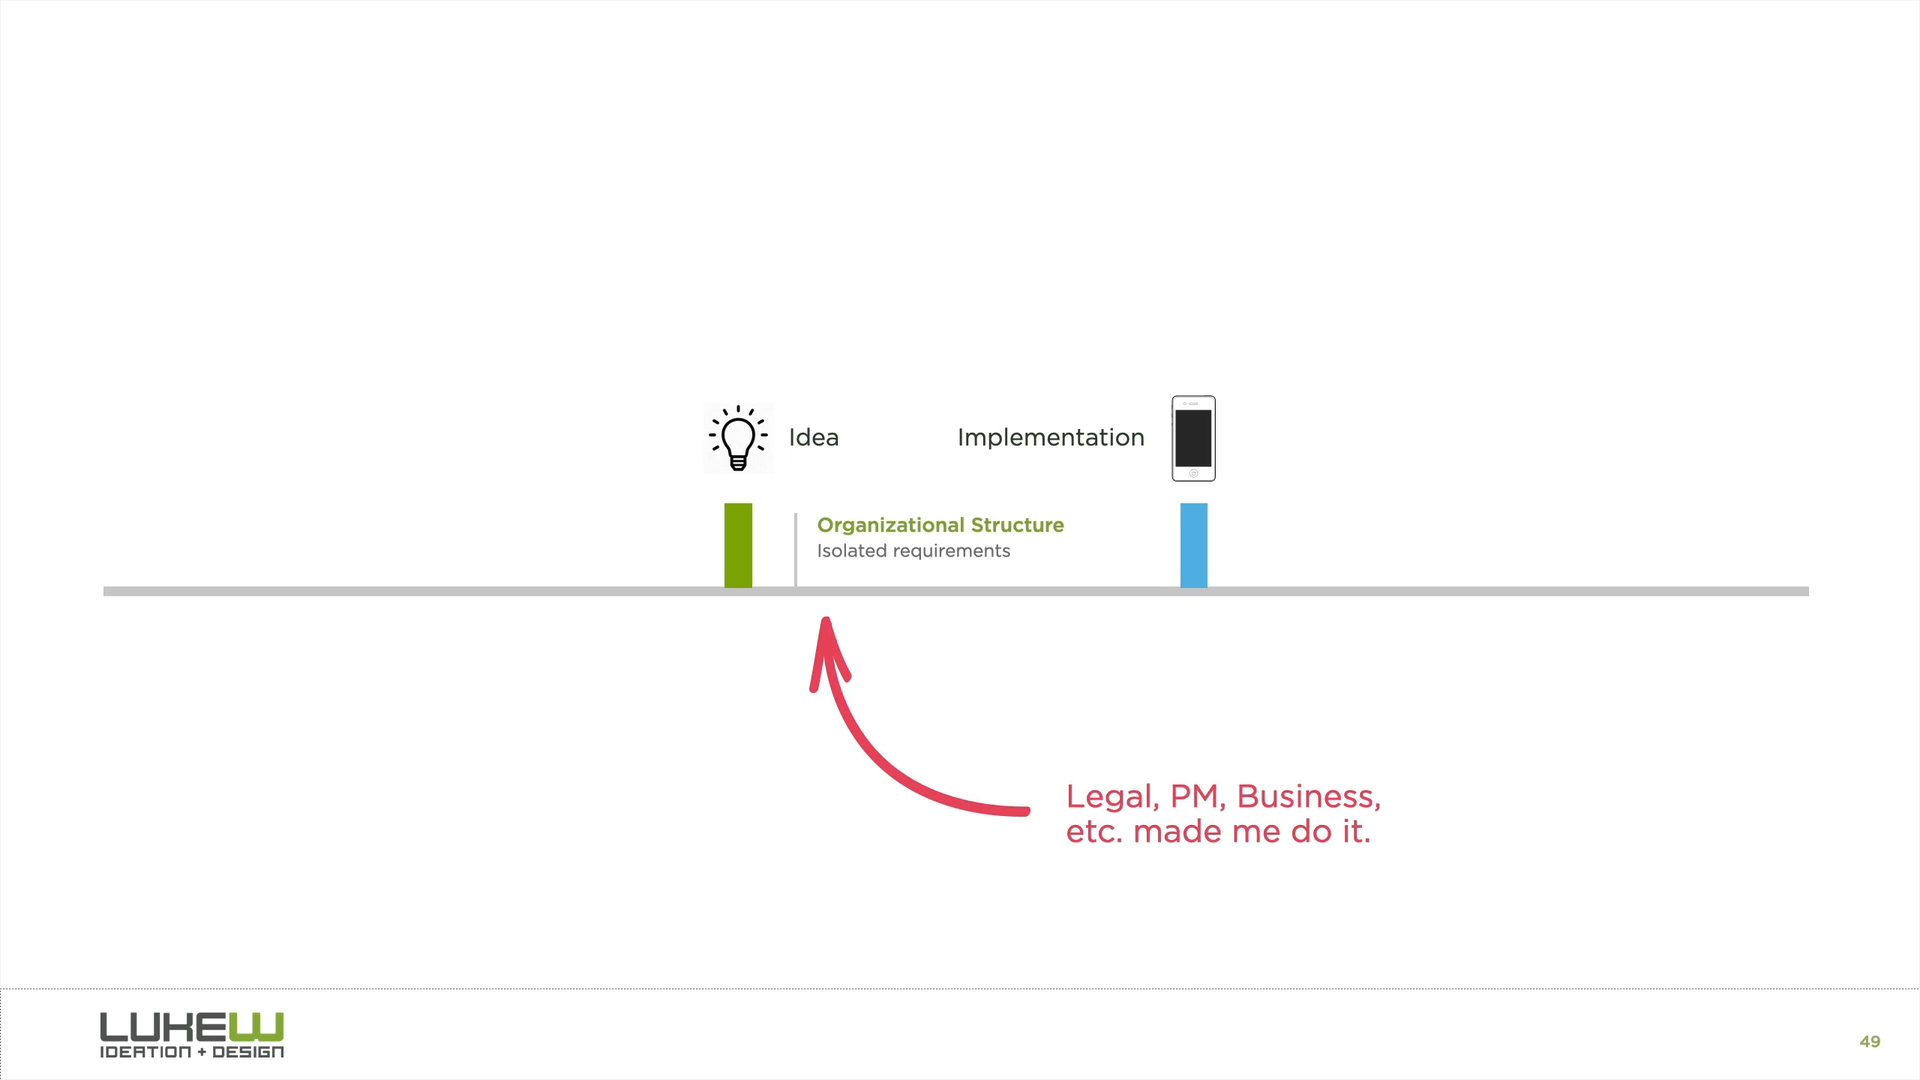 Idea
Implementation
Organizational Structure
Isolated requirements
Legal, PM, Business,
etc. made me do it.
LUKEW
IDEATION + DESIGN
49